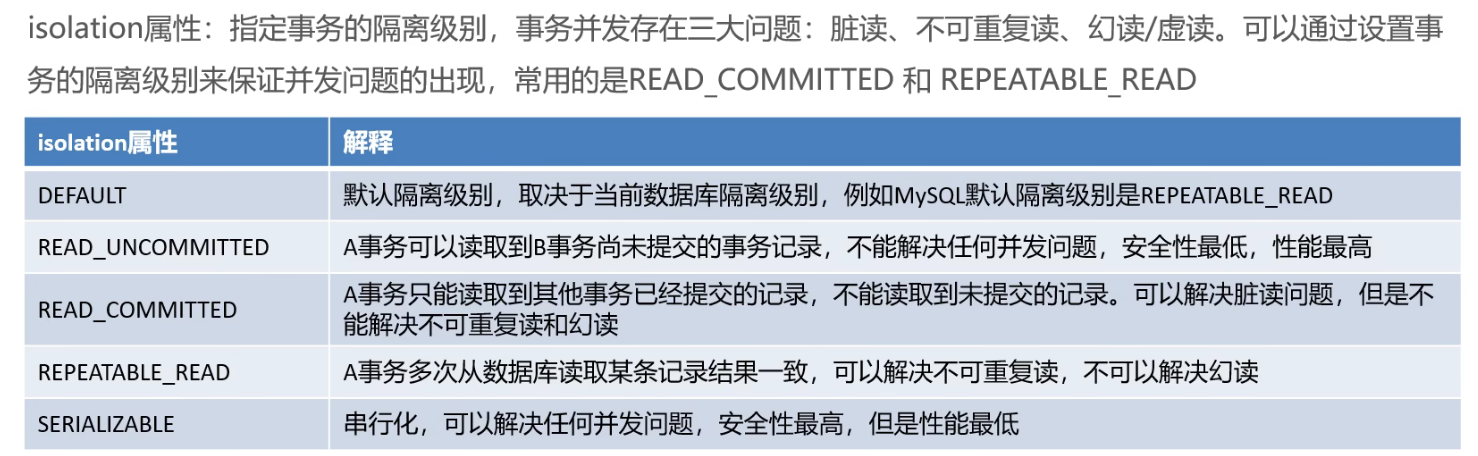 isolation属性：指定事务的隔离级别，事务并发存在三大问题：脏读、不可重复读、幻读/虚读。可以通过设置事
务的隔离级别来保证并发问题的出现，常用的是READ_COMMITTED 和 REPEATABLE_READ
isolation属性 解释
DEFAULT 默认隔离级别，取决于当前数据库隔离级别，例如MySQL默认隔离级别是REPEATABLE_READ
READ_UNCOMMITTED A事务可以读取到B事务尚未提交的事务记录，不能解决任何并发问题，安全性最低，性能最高
READ_COMMITTED A事务只能读取到其他事务已经提交的记录，不能读取到未提交的记录。可以解决脏读问题，但是不
能解决不可重复读和幻读
REPEATABLE_READ A事务多次从数据库读取某条记录结果一致，可以解决不可重复读，不可以解决幻读
SERIALIZABLE 串行化，可以解决任何并发问题，安全性最高，但是性能最低